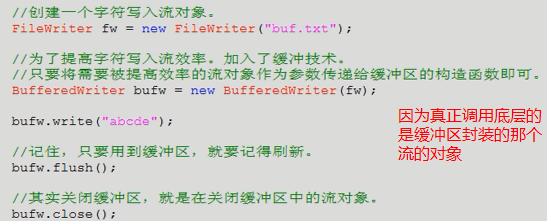 //创建一个字符写入流对象。
FileWriter fw = new FileWriter("buf.txt");
//为了提高字符写入流效率。加入了缓冲技术。
//只要将需要被提高效率的流对象作为参数传递给缓冲区的构造函数即可。
BufferedWriter bufw = new BufferedWriter(fw);
bufw.write("abcde");
//记住，只要用到缓冲区，就要记得刷新。
bufw.flush();
//其实关闭缓冲区，就是在关闭缓冲区中的流对象。
bufw.close();
因为真正调用底层的
是缓冲区封装的那个
流的对象